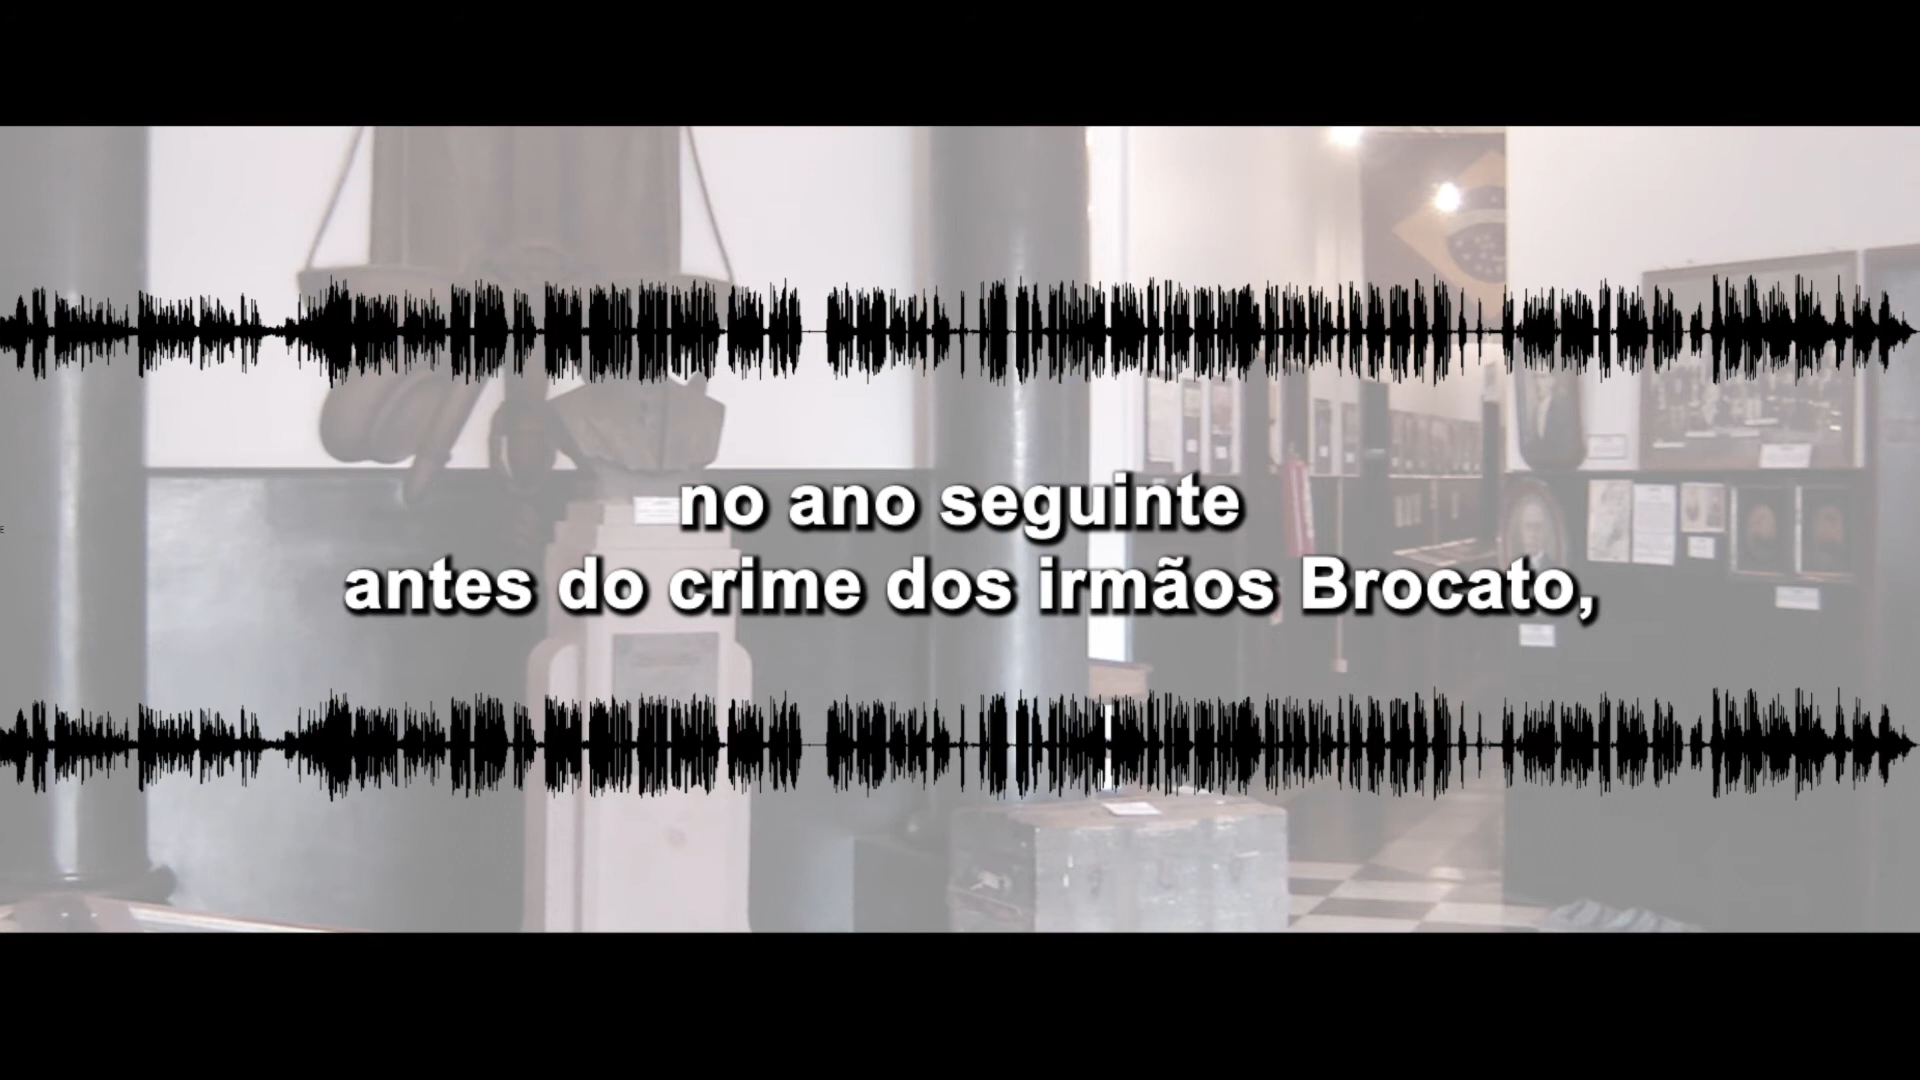 no ano seguinte
antes do crime dos irmãos Brocato,